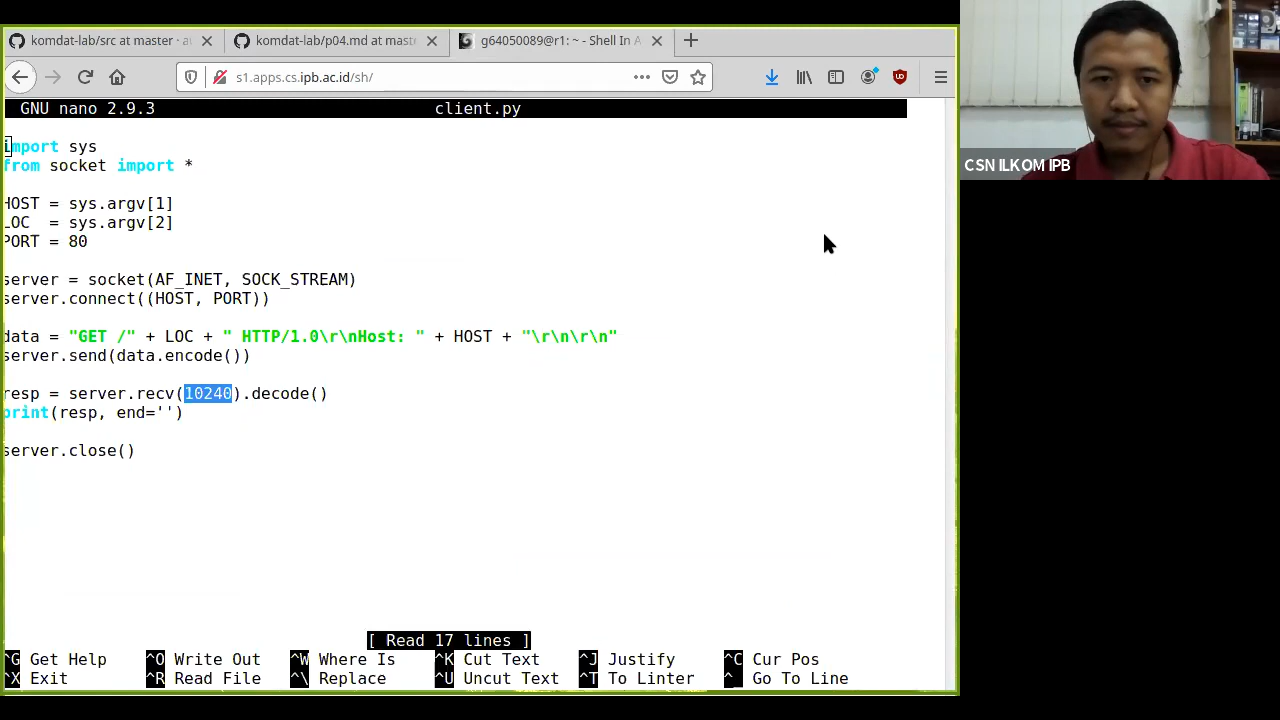 komdat-lab/src at master · au
komdat-lab/p04.md at maste
g64050089@r1: ~ - Shell In A
s1.apps.cs.ipb.ac.id/sh/
GNU nano 2.9.3 client.py
import sys
from socket import *
HOST = sys.argv[1]
LOC = sys.argv[2]
PORT = 80
server = socket(AF_INET, SOCK_STREAM)
server.connect((HOST, PORT))
data = "GET /" + LOC + " HTTP/1.0\r\nHost: " + HOST + "\r\n\r\n"
server.send(data.encode())
resp = server.recv(10240).decode()
print(resp, end='')
server.close()
[ Read 17 lines ]
^G Get Help ^O Write Out ^W Where Is ^K Cut Text ^J Justify ^C Cur Pos
^X Exit ^R Read File ^\ Replace ^U Uncut Text ^T To Linter ^_ Go To Line
CSN ILKOM IPB